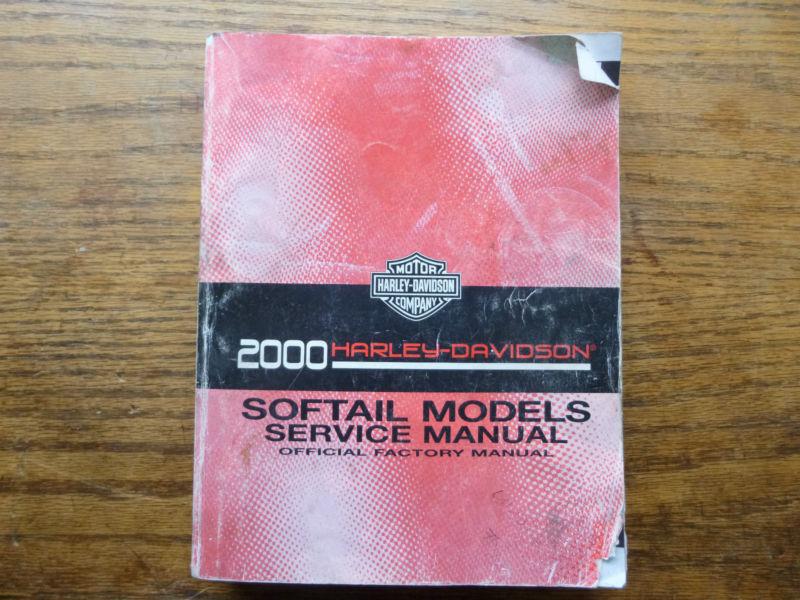 MOTOR
HARLEY-DAVIDSON
COMPANY
2000 HARLEY-DAVIDSON®
SOFTAIL MODELS
SERVICE MANUAL
OFFICIAL FACTORY MANUAL